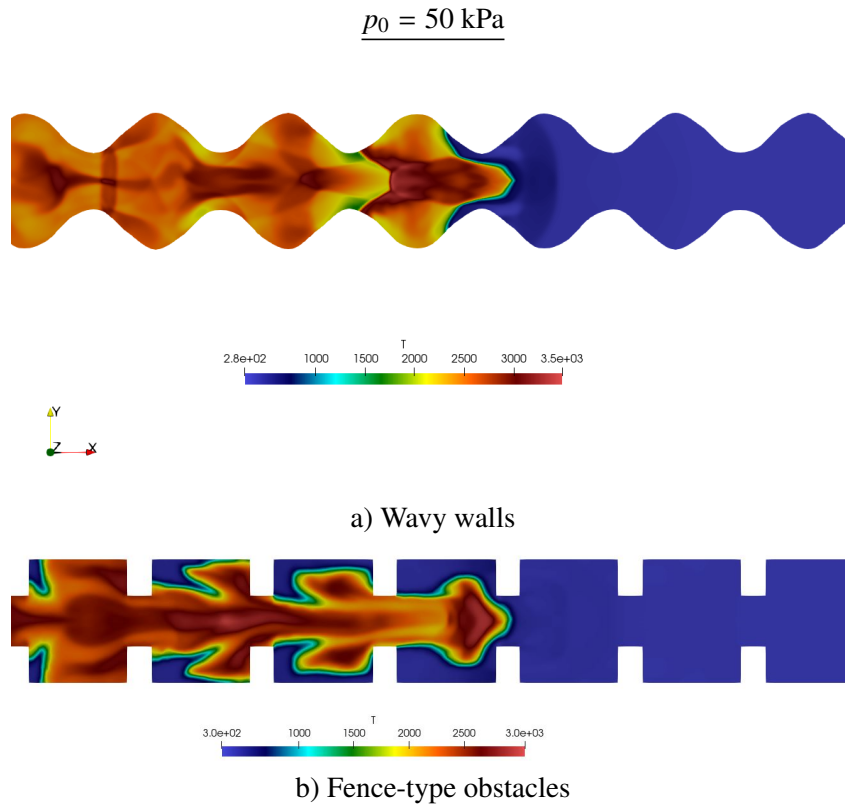 p₀ = 50 kPa
T
2.8e+02 1000 1500 2000 2500 3000 3.5e+03
Y
Z X
a) Wavy walls
T
3.0e+02 1000 1500 2000 2500 3.0e+03
b) Fence-type obstacles